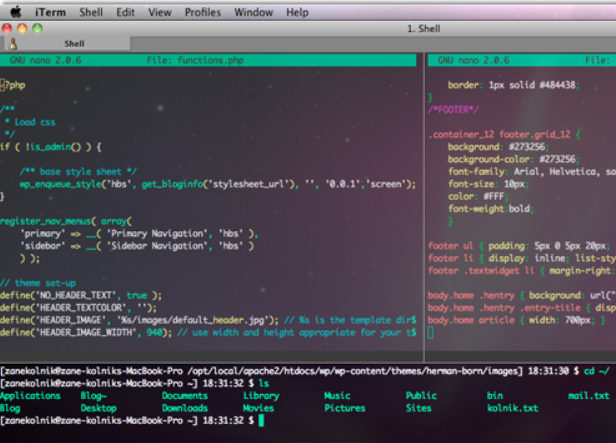 iTerm Shell Edit View Profiles Window Help
1. Shell
Shell
GNU nano 2.0.6 File: functions.php
?php
/**
* Load css
*/
if ( !is_admin() ) {
/** base style sheet */
wp_enqueue_style('hbs', get_bloginfo('stylesheet_url'), '', '0.0.1','screen');
}
register_nav_menus( array(
'primary' => __( 'Primary Navigation', 'hbs' ),
'sidebar' => __( 'Sidebar Navigation', 'hbs' )
) );
// theme set-up
define('NO_HEADER_TEXT', true );
define('HEADER_TEXTCOLOR', '');
define('HEADER_IMAGE', '%s/images/default_header.jpg'); // %s is the template dir$
define('HEADER_IMAGE_WIDTH', 940); // use width and height appropriate for your t$
GNU nano 2.0.6 File:
border: 1px solid #484438;
}
/*FOOTER*/
.container_12 footer.grid_12 {
background: #273256;
background-color: #273256;
font-family: Arial, Helvetica, sa
font-size: 10px;
color: #FFF;
font-weight:bold;
}
footer ul { padding: 5px 0 5px 20px;
footer li { display: inline; list-sty
footer .textwidget li { margin-right:
body.home .hentry { background: url("
body.home .hentry .entry-title { disp
body.home article { width: 700px; }
[zanekolnik@zane-kolniks-MacBook-Pro /opt/local/apache2/htdocs/wp/wp-content/themes/herman-born/images] 18:31:30 $ cd ~/
[zanekolnik@zane-kolniks-MacBook-Pro ~] 18:31:32 $ ls
Applications Blog~ Documents Library Music Public bin mail.txt
Blog Desktop Downloads Movies Pictures Sites kolnik.txt
[zanekolnik@zane-kolniks-MacBook-Pro ~] 18:31:32 $